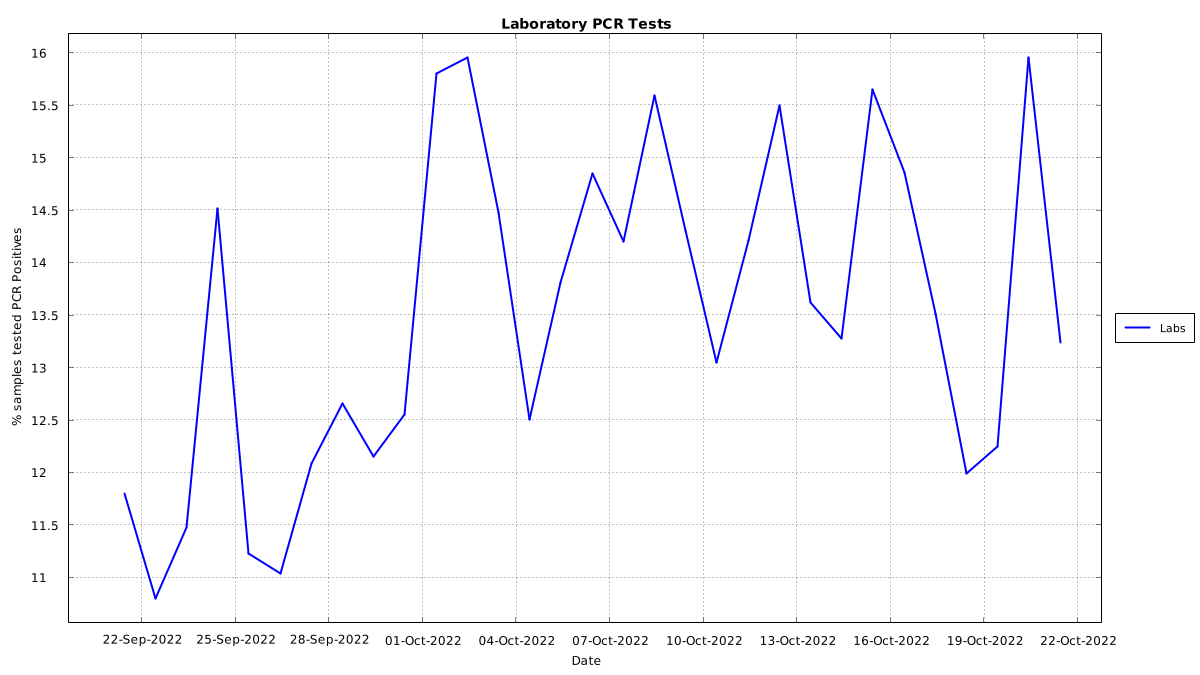 Laboratory PCR Tests
% samples tested PCR Positives
16
15.5
15
14.5
14
13.5
13
12.5
12
11.5
11
22-Sep-2022 25-Sep-2022 28-Sep-2022 01-Oct-2022 04-Oct-2022 07-Oct-2022 10-Oct-2022 13-Oct-2022 16-Oct-2022 19-Oct-2022 22-Oct-2022
Date
Labs